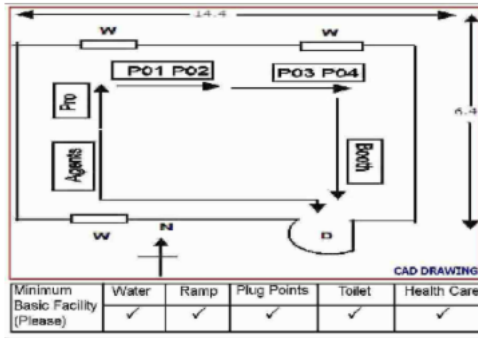 14.4
W W
P01 P02 P03 P04
6.4
Pro
Agents
Booth
W N D
CAD DRAWING
Minimum Basic Facility (Please) Water Ramp Plug Points Toilet Health Care
✓ ✓ ✓ ✓ ✓